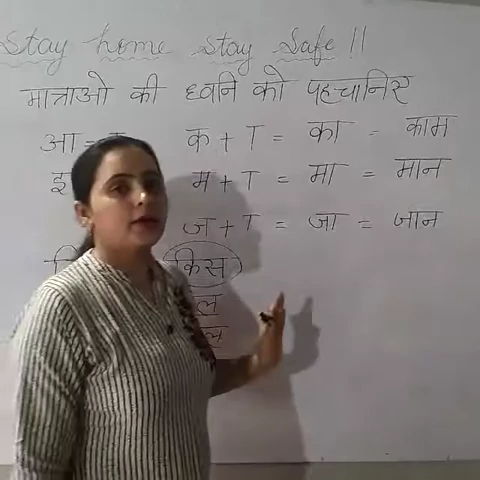 Stay home stay safe !!
मात्राओ की ध्वनि को पहचानिए
आ = क + ा = का = काम
इ म + ा = मा = मान
ज + ा = जा = जान
किस
ल
ल